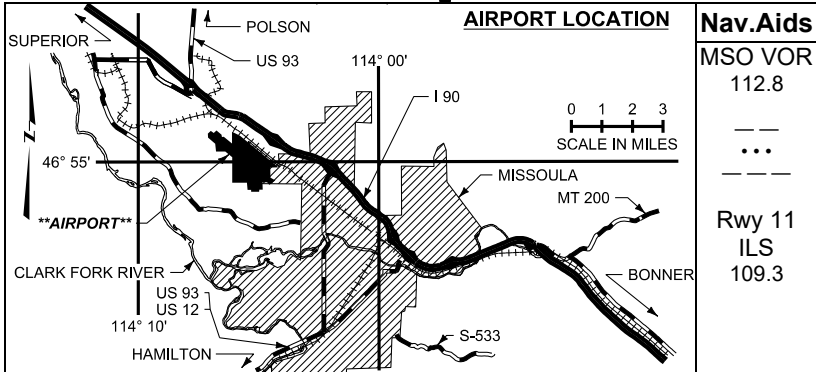 AIRPORT LOCATION
POLSON
SUPERIOR
US 93
114° 00'
I 90
0 1 2 3
SCALE IN MILES
N
46° 55'
MISSOULA
MT 200
**AIRPORT**
CLARK FORK RIVER
BONNER
US 93
US 12
114° 10'
S-533
HAMILTON
Nav.Aids
MSO VOR
112.8
— —
• • •
— — —
Rwy 11
ILS
109.3